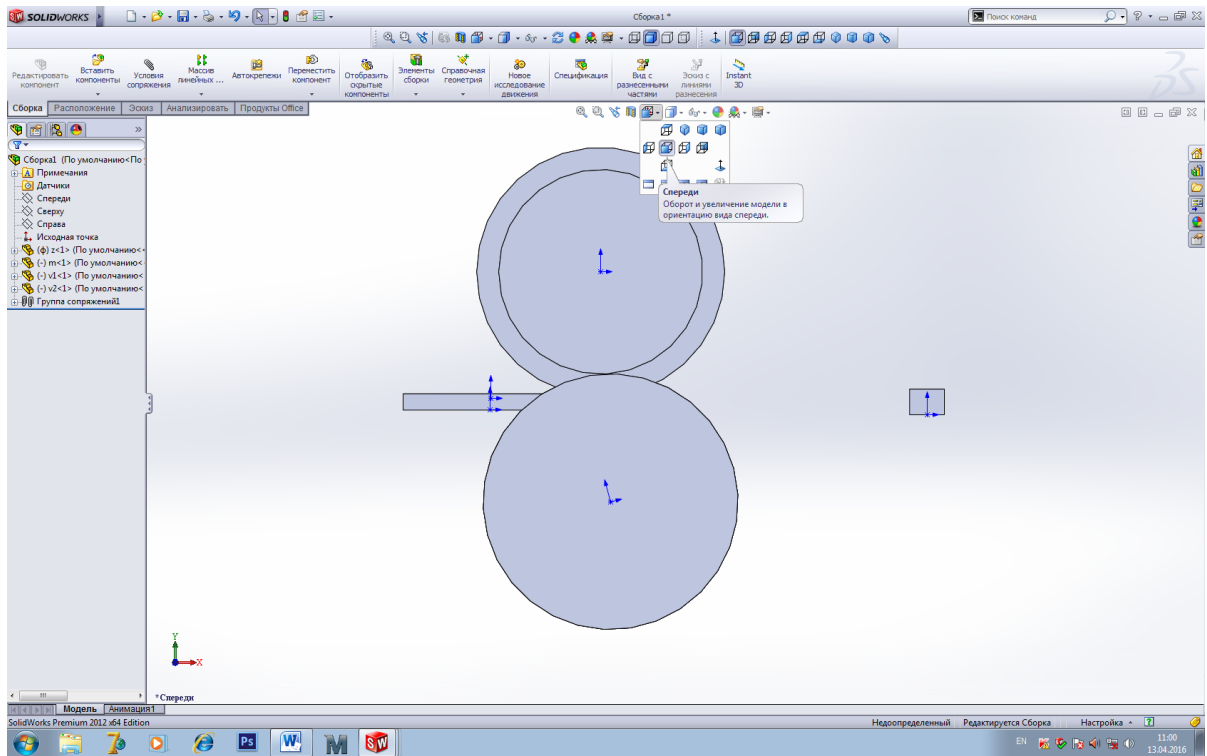 SOLIDWORKS
Сборка1 *
Поиск команд
Редактировать компонент
Вставить компоненты
Условия сопряжения
Массив линейных ...
Автокрепежи
Переместить компонент
Отобразить скрытые компоненты
Элементы сборки
Справочная геометрия
Новое исследование движения
Спецификация
Вид с разнесенными частями
Эскиз с линиями разнесения
Instant 3D
Сборка
Расположение
Эскиз
Анализировать
Продукты Office
Сборка1 (По умолчанию<По
Примечания
Датчики
Спереди
Сверху
Справа
Исходная точка
(ф) z<1> (По умолчанию<
(-) m<1> (По умолчанию<
(-) v1<1> (По умолчанию<
(-) v2<1> (По умолчанию<
Группа сопряжений1
Спереди
Оборот и увеличение модели в
ориентацию вида спереди.
Y
X
*Спереди
Модель
Анимация1
SolidWorks Premium 2012 x64 Edition
Недоопределенный
Редактируется Сборка
Настройка
Ps
W
M
SW
EN
11:00
13.04.2016